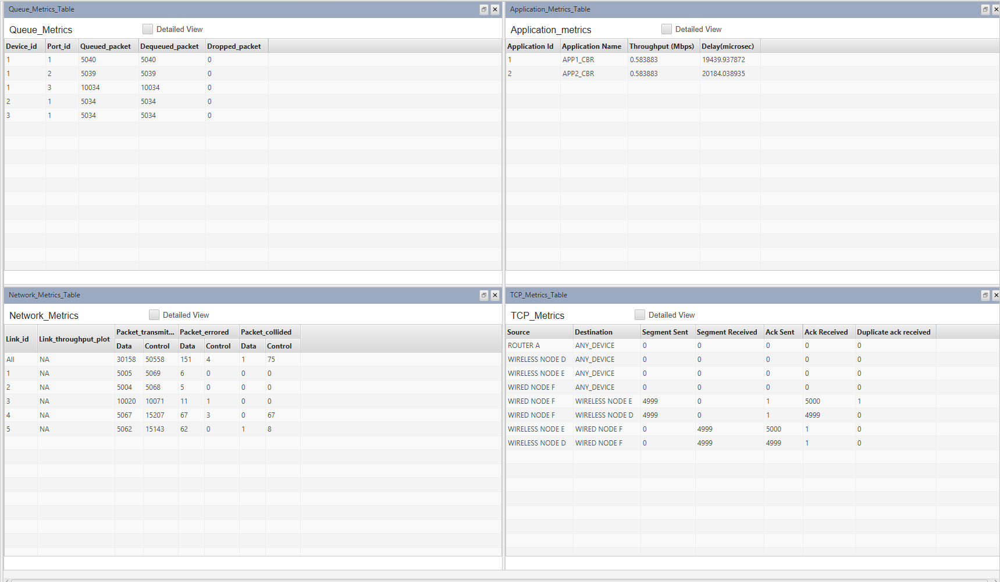 Queue_Metrics_Table
Queue_Metrics Detailed View
Device_id Port_id Queued_packet Dequeued_packet Dropped_packet
1 1 5040 5040 0
1 2 5039 5039 0
1 3 10034 10034 0
2 1 5034 5034 0
3 1 5034 5034 0
Application_Metrics_Table
Application_metrics Detailed View
Application Id Application Name Throughput (Mbps) Delay(microsec)
1 APP1_CBR 0.583883 19439.937872
2 APP2_CBR 0.583883 20184.038935
Network_Metrics_Table
Network_Metrics Detailed View
Link_id Link_throughput_plot Packet_transmit... Packet_errored Packet_collided
Data Control Data Control Data Control
All NA 30158 50558 151 4 1 75
1 NA 5005 5069 6 0 0 0
2 NA 5004 5068 5 0 0 0
3 NA 10020 10071 11 1 0 0
4 NA 5067 15207 67 3 0 67
5 NA 5062 15143 62 0 1 8
TCP_Metrics_Table
TCP_Metrics Detailed View
Source Destination Segment Sent Segment Received Ack Sent Ack Received Duplicate ack received
ROUTER A ANY_DEVICE 0 0 0 0 0
WIRELESS NODE D ANY_DEVICE 0 0 0 0 0
WIRELESS NODE E ANY_DEVICE 0 0 0 0 0
WIRED NODE F ANY_DEVICE 0 0 0 0 0
WIRED NODE F WIRELESS NODE E 4999 0 1 5000 1
WIRED NODE F WIRELESS NODE D 4999 0 1 4999 0
WIRELESS NODE E WIRED NODE F 0 4999 5000 1 0
WIRELESS NODE D WIRED NODE F 0 4999 4999 1 0